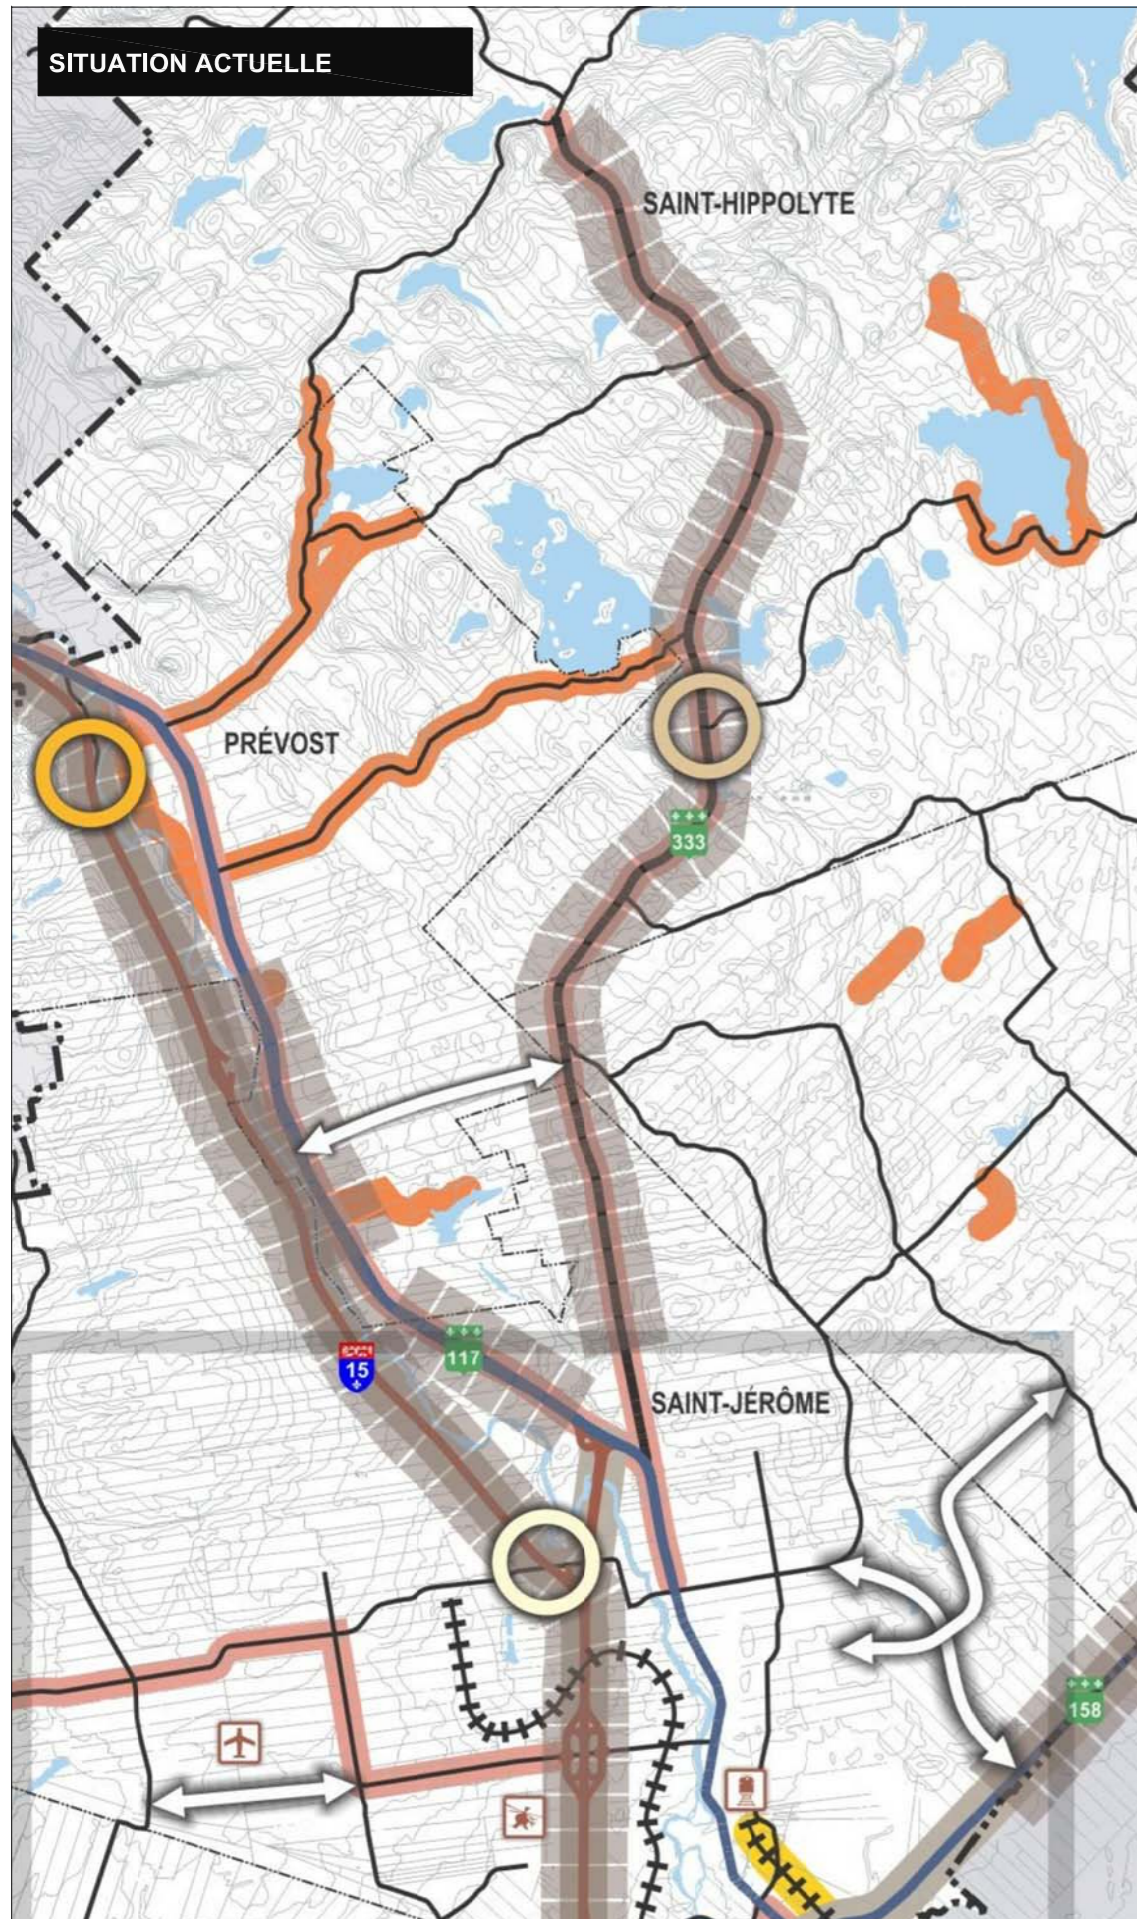 SITUATION ACTUELLE
SAINT-HIPPOLYTE
PRÉVOST
333
15
117
SAINT-JÉRÔME
158